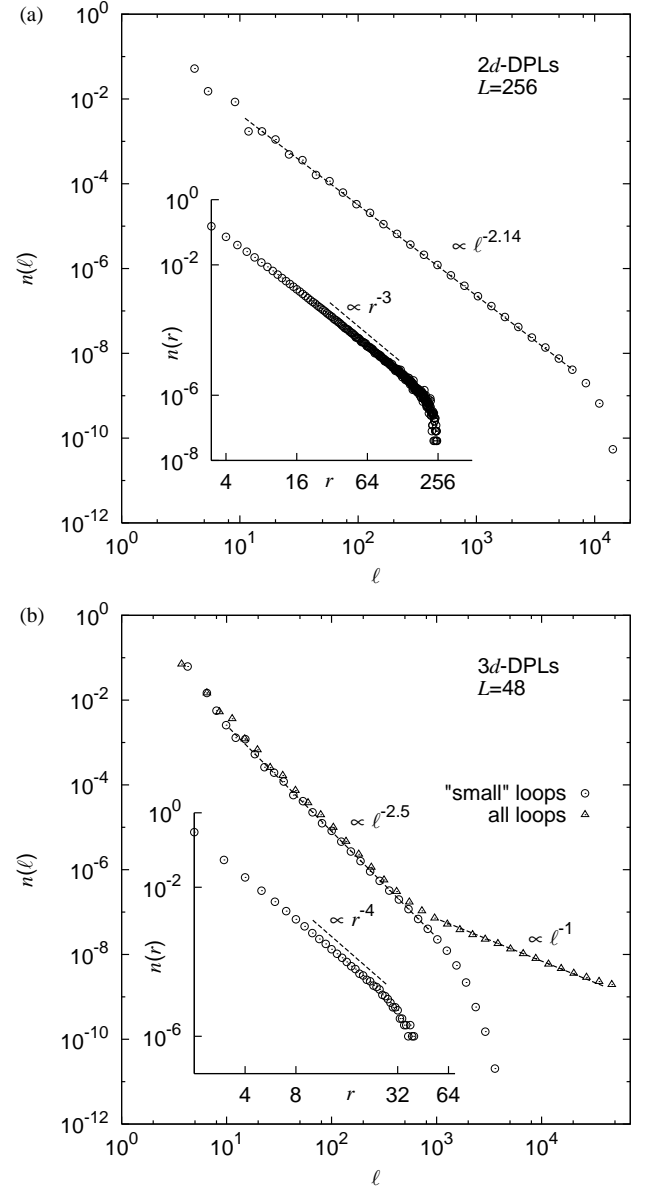 (a)
10^0
10^-2
10^-4
10^-6
10^-8
10^-10
10^-12
n(ℓ)
2d-DPLs
L=256
∝ ℓ^-2.14
10^0
10^-2
10^-6
10^-8
n(r)
∝ r^-3
4 16 r 64 256
10^0 10^1 10^2 10^3 10^4
ℓ
(b)
10^0
10^-2
10^-4
10^-6
10^-8
10^-10
10^-12
n(ℓ)
3d-DPLs
L=48
"small" loops
all loops
∝ ℓ^-2.5
∝ ℓ^-1
10^0
10^-2
10^-6
n(r)
∝ r^-4
4 8 r 32 64
10^0 10^1 10^2 10^3 10^4
ℓ